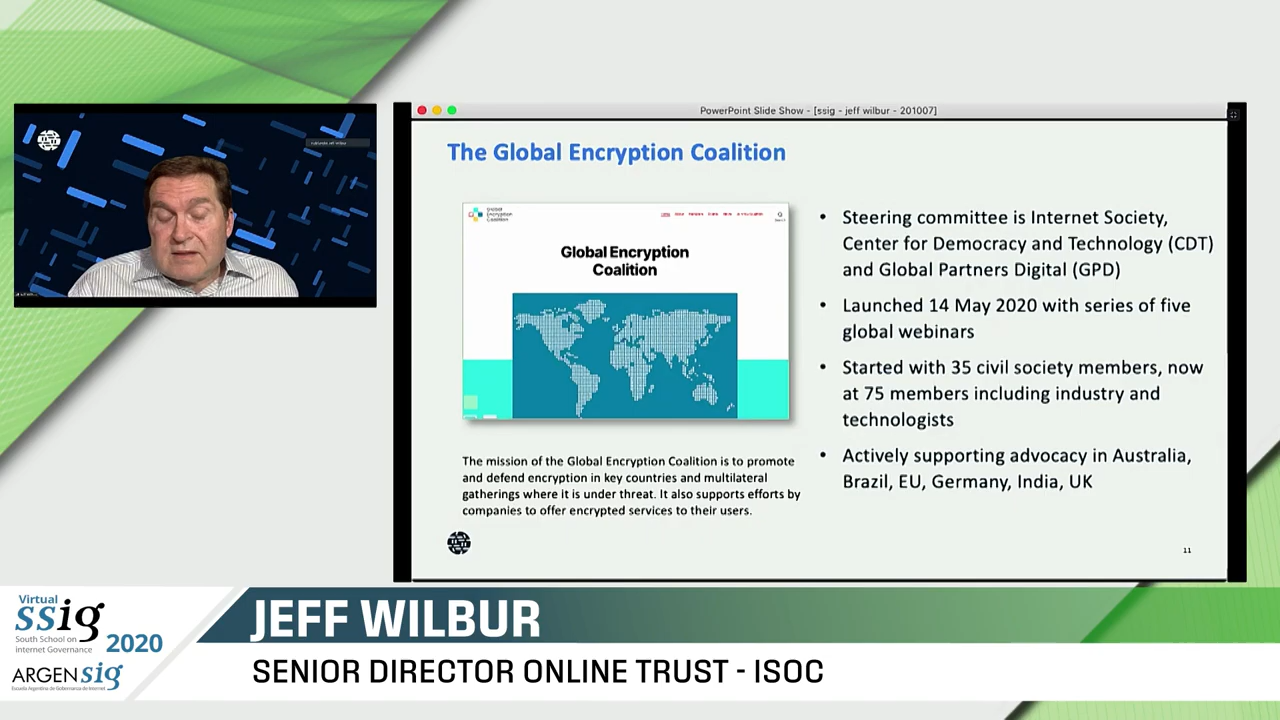 PowerPoint Slide Show - [ssig - jeff wilbur - 201007]
The Global Encryption Coalition
Global
Encryption
Coalition
Global Encryption
Coalition
The mission of the Global Encryption Coalition is to promote
and defend encryption in key countries and multilateral
gatherings where it is under threat. It also supports efforts by
companies to offer encrypted services to their users.
• Steering committee is Internet Society,
Center for Democracy and Technology (CDT)
and Global Partners Digital (GPD)
• Launched 14 May 2020 with series of five
global webinars
• Started with 35 civil society members, now
at 75 members including industry and
technologists
• Actively supporting advocacy in Australia,
Brazil, EU, Germany, India, UK
11
Virtual
ssig
South School on
Internet Governance
2020
ARGENsig
Escuela Argentina de Gobernanza de Internet
JEFF WILBUR
SENIOR DIRECTOR ONLINE TRUST - ISOC